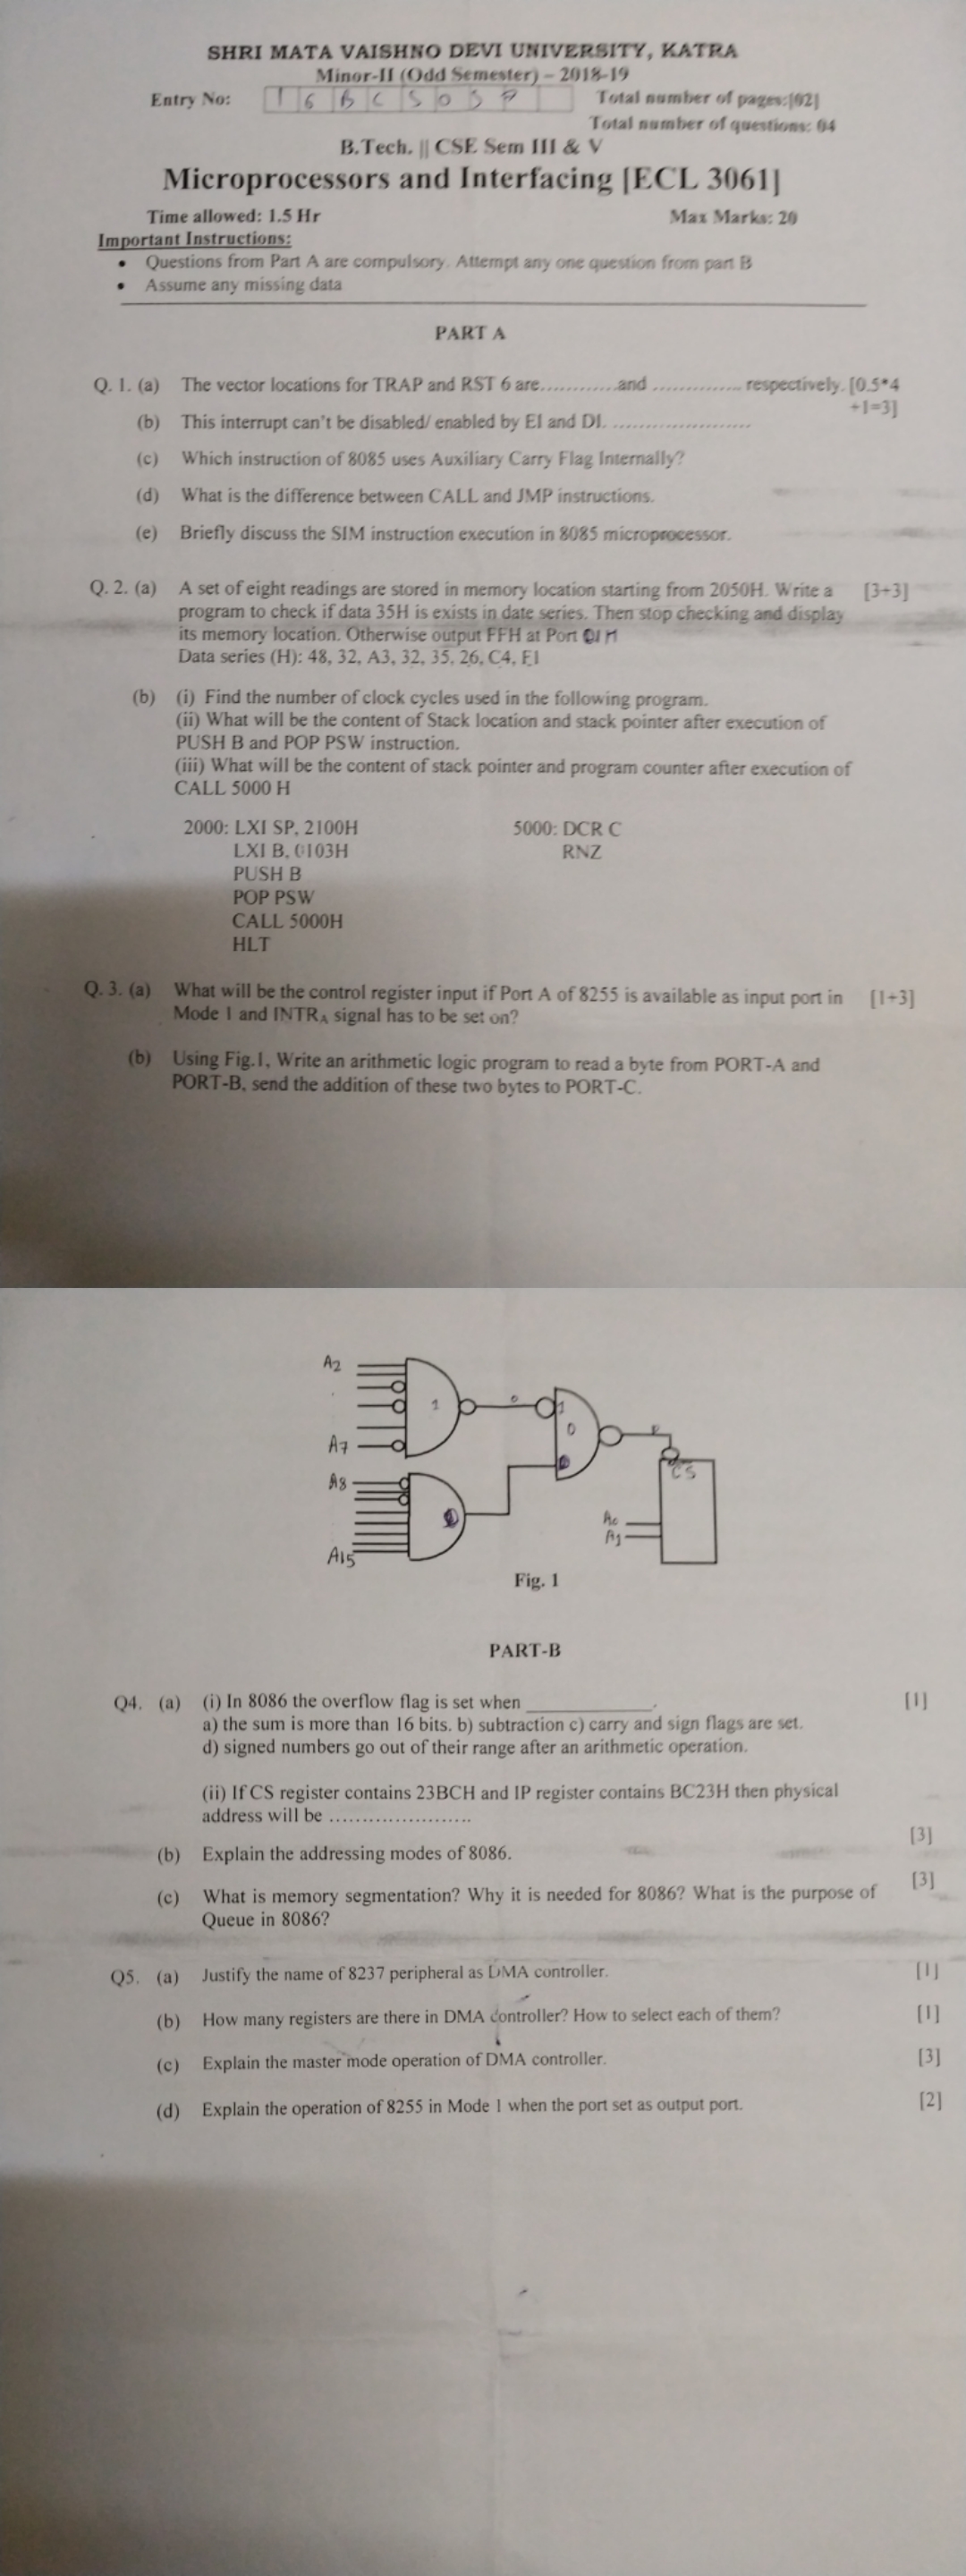 SHRI MATA VAISHNO DEVI UNIVERSITY, KATRA
Minor-II (Odd Semester) – 2018-19
Entry No: 16BCS05 Total number of pages:[02]
Total number of questions: 04
B.Tech. || CSE Sem III & V
Microprocessors and Interfacing [ECL 3061]
Time allowed: 1.5 Hr Max Marks: 20
Important Instructions:
• Questions from Part A are compulsory. Attempt any one question from part B
• Assume any missing data
PART A
Q. 1. (a) The vector locations for TRAP and RST 6 are............and .............. respectively. [0.5*4
+1=3]
(b) This interrupt can't be disabled/ enabled by EI and DI. ......................
(c) Which instruction of 8085 uses Auxiliary Carry Flag Internally?
(d) What is the difference between CALL and JMP instructions.
(e) Briefly discuss the SIM instruction execution in 8085 microprocessor.
Q. 2. (a) A set of eight readings are stored in memory location starting from 2050H. Write a [3+3]
program to check if data 35H is exists in date series. Then stop checking and display
its memory location. Otherwise output FFH at Port 01H
Data series (H): 48, 32, A3, 32, 35, 26, C4, F1
(b) (i) Find the number of clock cycles used in the following program.
(ii) What will be the content of Stack location and stack pointer after execution of
PUSH B and POP PSW instruction.
(iii) What will be the content of stack pointer and program counter after execution of
CALL 5000 H
2000: LXI SP, 2100H 5000: DCR C
LXI B, 0103H RNZ
PUSH B
POP PSW
CALL 5000H
HLT
Q. 3. (a) What will be the control register input if Port A of 8255 is available as input port in [1+3]
Mode 1 and INTRA signal has to be set on?
(b) Using Fig.1, Write an arithmetic logic program to read a byte from PORT-A and
PORT-B, send the addition of these two bytes to PORT-C.
A2
1
0
1
0
A7
A8
CS
A0
A1
A15
Fig. 1
PART-B
Q4. (a) (i) In 8086 the overflow flag is set when ____________. [1]
a) the sum is more than 16 bits. b) subtraction c) carry and sign flags are set.
d) signed numbers go out of their range after an arithmetic operation.
(ii) If CS register contains 23BCH and IP register contains BC23H then physical
address will be ......................
[3]
(b) Explain the addressing modes of 8086.
(c) What is memory segmentation? Why it is needed for 8086? What is the purpose of [3]
Queue in 8086?
Q5. (a) Justify the name of 8237 peripheral as DMA controller. [1]
(b) How many registers are there in DMA controller? How to select each of them? [1]
(c) Explain the master mode operation of DMA controller. [3]
(d) Explain the operation of 8255 in Mode 1 when the port set as output port. [2]